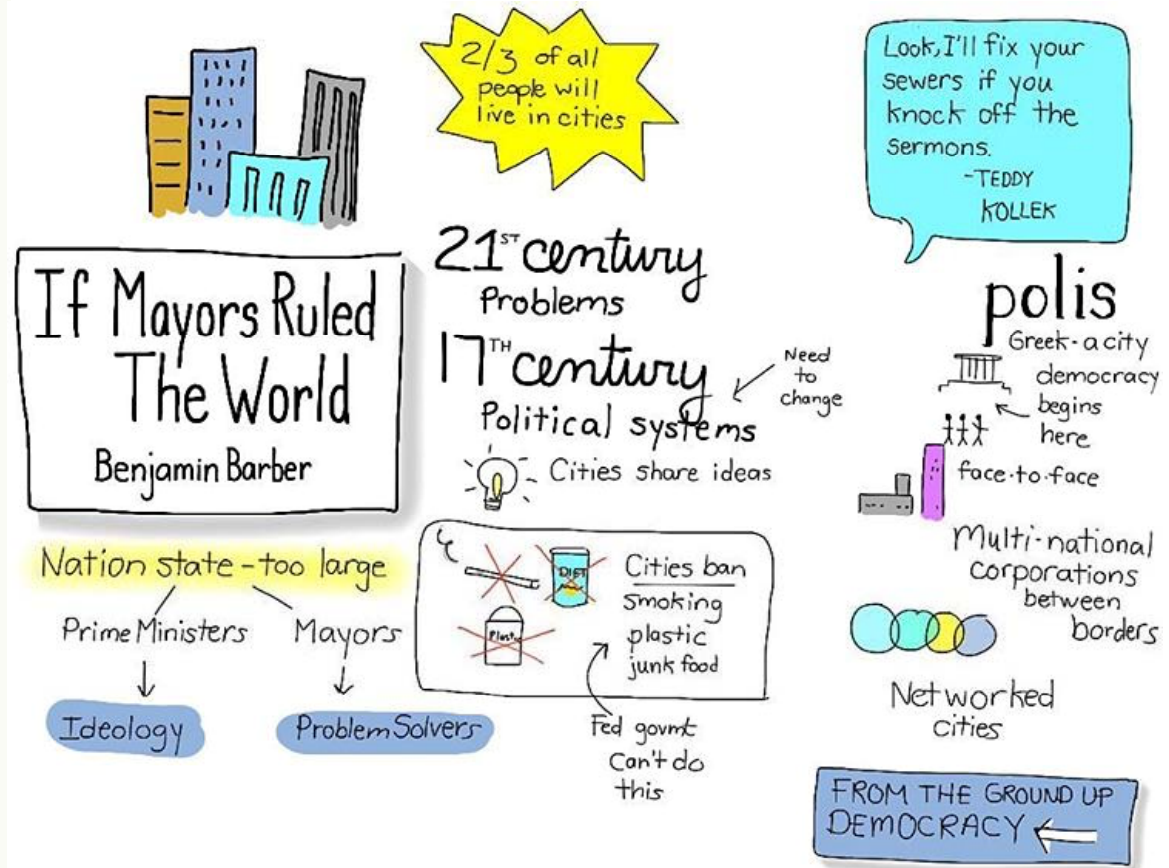 2/3 of all
people will
live in cities
Look, I'll fix your
sewers if you
knock off the
sermons.
-TEDDY
KOLLEK
If Mayors Ruled
The World
Benjamin Barber
21ST century
Problems
17TH century
Political systems
Need
to
change
Cities share ideas
polis
Greek - a city
democracy
begins
here
face-to-face
Nation state - too large
Prime Ministers
Mayors
Ideology
Problem Solvers
DIET
Plastic
Cities ban
smoking
plastic
junk food
Fed govmt
Can't do
this
Multi-national
corporations
between
borders
Networked
cities
FROM THE GROUND UP
DEMOCRACY